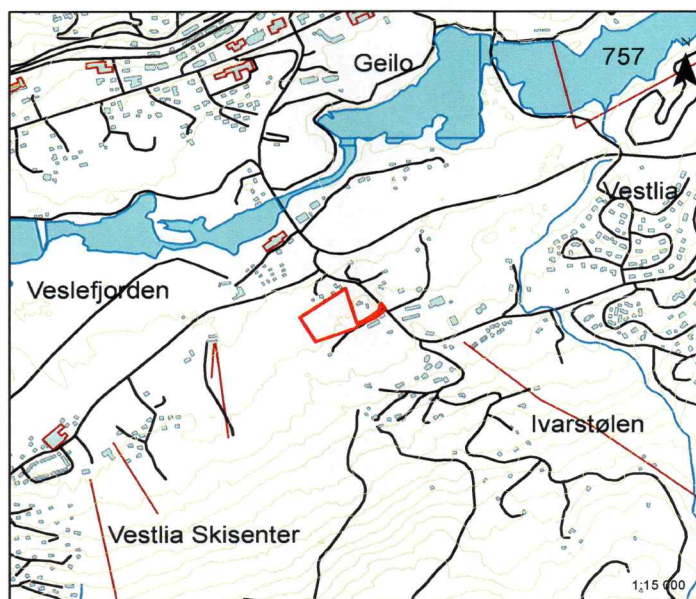 Geilo
757
N
Vestlia
Veslefjorden
Ivarstølen
Vestlia Skisenter
1:15 000